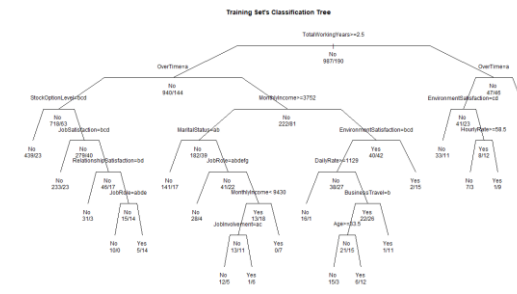 Training Set's Classification Tree
TotalWorkingYears>=2.5
No
987/190
OverTime=a
OverTime=a
No
940/144
No
47/46
StockOptionLevel=bcd
MonthlyIncome>=3752
EnvironmentSatisfaction=cd
No
718/63
No
222/81
No
41/23
JobSatisfaction=bcd
MaritalStatus=ab
EnvironmentSatisfaction=bcd
HourlyRate>=58.5
No
439/23
No
279/40
No
182/39
Yes
40/42
No
33/11
Yes
8/12
RelationshipSatisfaction=bd
JobRole=abdefg
DailyRate>=1129
No
233/23
No
46/17
No
141/17
No
41/22
No
38/27
Yes
2/15
No
7/3
Yes
1/9
JobRole=abde
MonthlyIncome< 9430
BusinessTravel=b
No
31/3
No
15/14
No
28/4
Yes
13/18
No
16/1
Yes
22/26
JobInvolvement=ac
No
10/0
Yes
5/14
No
13/11
Yes
0/7
No
21/15
Yes
1/11
No
12/5
Yes
1/6
No
15/3
Yes
6/12